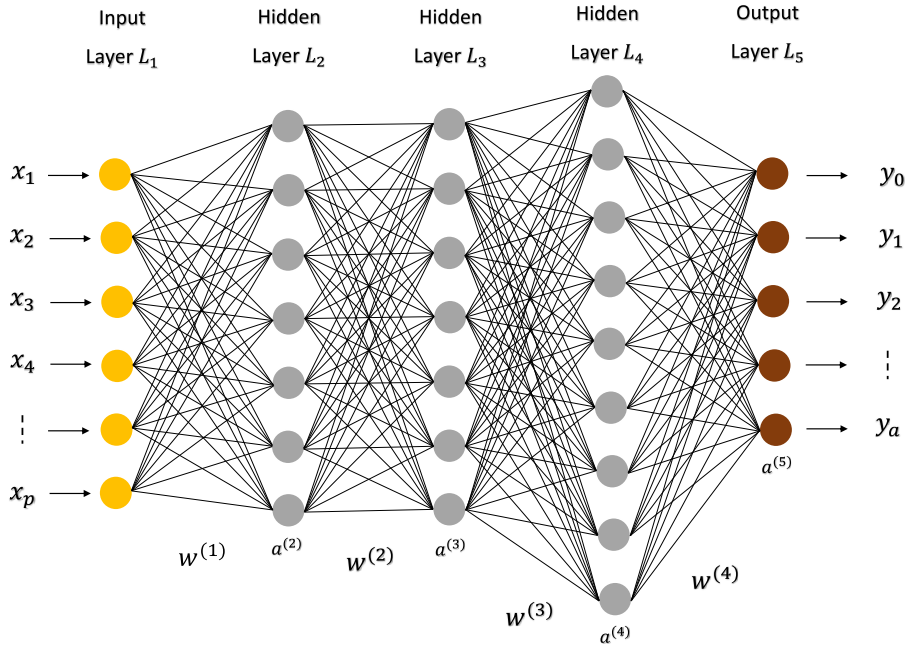 Input
Layer L₁
Hidden
Layer L₂
Hidden
Layer L₃
Hidden
Layer L₄
Output
Layer L₅
x₁
x₂
x₃
x₄
⋮
xₚ
y₀
y₁
y₂
⋮
yₐ
w⁽¹⁾
a⁽²⁾
w⁽²⁾
a⁽³⁾
w⁽³⁾
a⁽⁴⁾
w⁽⁴⁾
a⁽⁵⁾